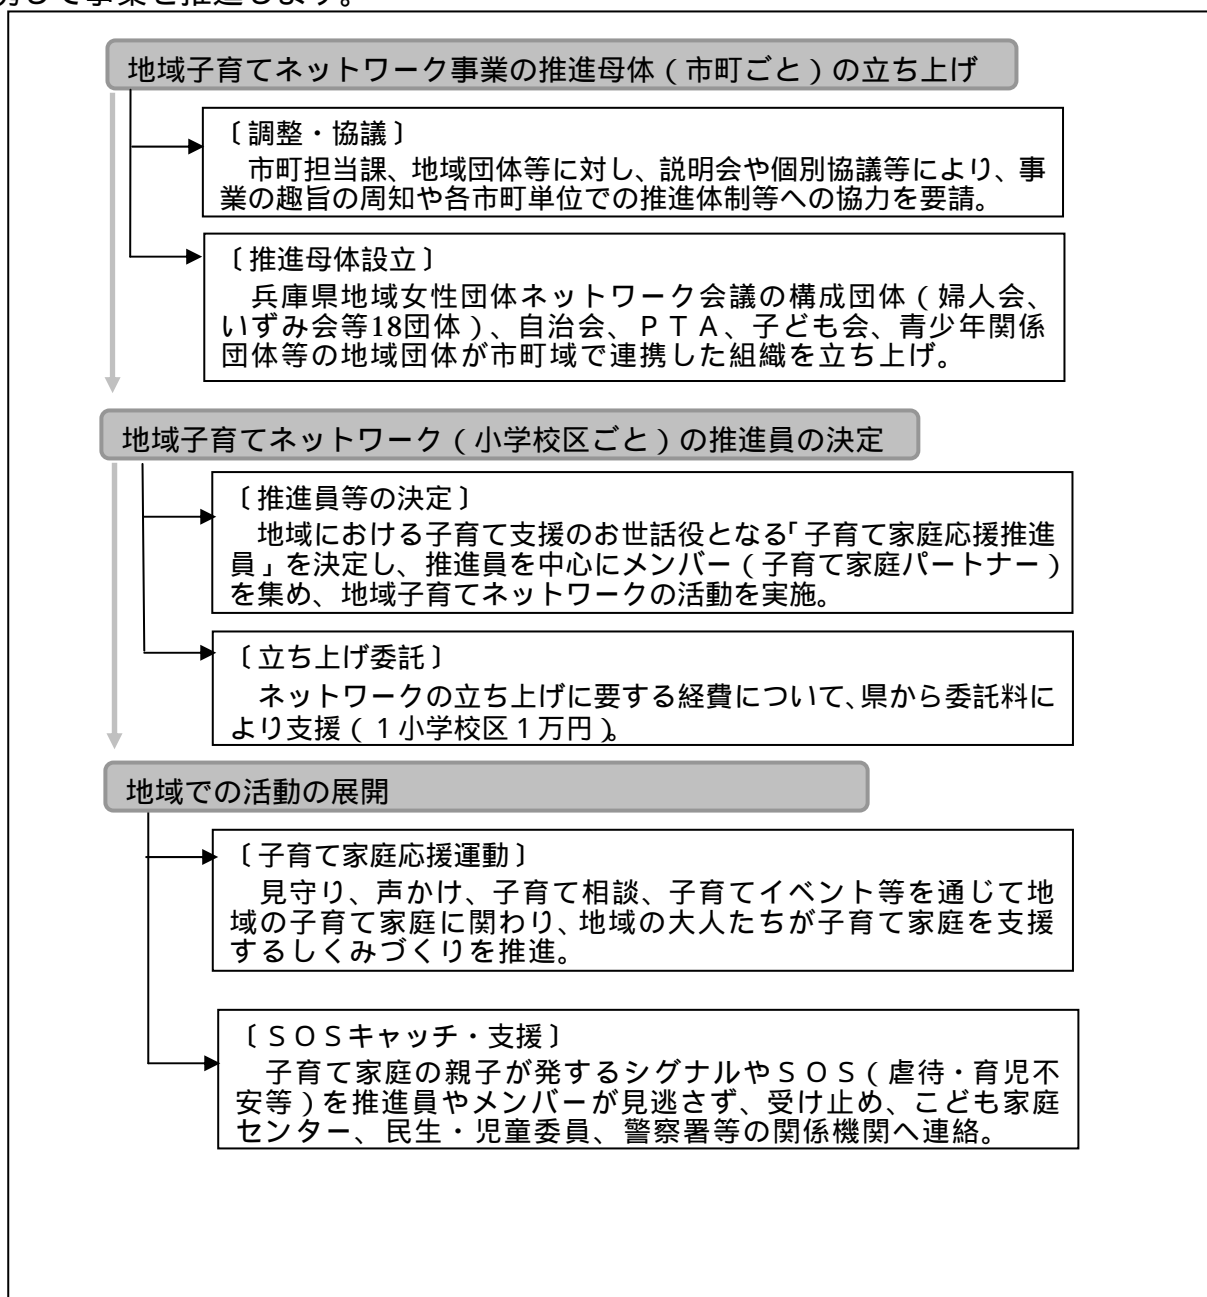 して事業を推進します。
地域子育てネットワーク事業の推進母体（市町ごと）の立ち上げ
〔調整・協議〕
市町担当課、地域団体等に対し、説明会や個別協議等により、事
業の趣旨の周知や各市町単位での推進体制等への協力を要請。
〔推進母体設立〕
兵庫県地域女性団体ネットワーク会議の構成団体（婦人会、
いずみ会等18団体）、自治会、ＰＴＡ、子ども会、青少年関係
団体等の地域団体が市町域で連携した組織を立ち上げ。
地域子育てネットワーク（小学校区ごと）の推進員の決定
〔推進員等の決定〕
地域における子育て支援のお世話役となる「子育て家庭応援推進
員」を決定し、推進員を中心にメンバー（子育て家庭パートナー）
を集め、地域子育てネットワークの活動を実施。
〔立ち上げ委託〕
ネットワークの立ち上げに要する経費について、県から委託料に
より支援（１小学校区１万円）。
地域での活動の展開
〔子育て家庭応援運動〕
見守り、声かけ、子育て相談、子育てイベント等を通じて地
域の子育て家庭に関わり、地域の大人たちが子育て家庭を支援
するしくみづくりを推進。
〔ＳＯＳキャッチ・支援〕
子育て家庭の親子が発するシグナルやＳＯＳ（虐待・育児不
安等）を推進員やメンバーが見逃さず、受け止め、こども家庭
センター、民生・児童委員、警察署等の関係機関へ連絡。